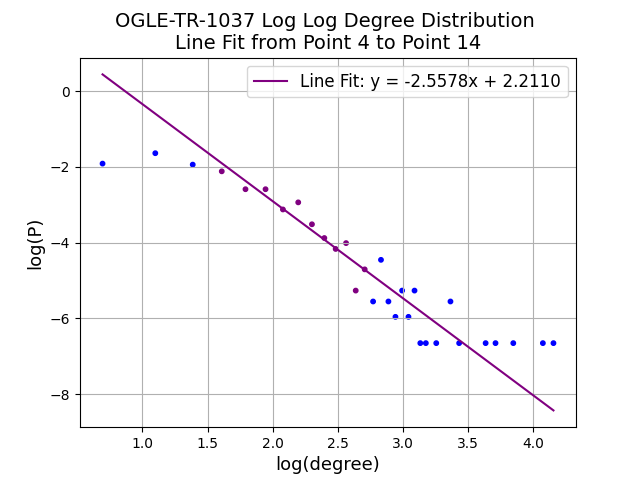 OGLE-TR-1037 Log Log Degree Distribution
Line Fit from Point 4 to Point 14
Line Fit: y = -2.5578x + 2.2110
log(P)
0
−2
−4
−6
−8
1.0 1.5 2.0 2.5 3.0 3.5 4.0
log(degree)